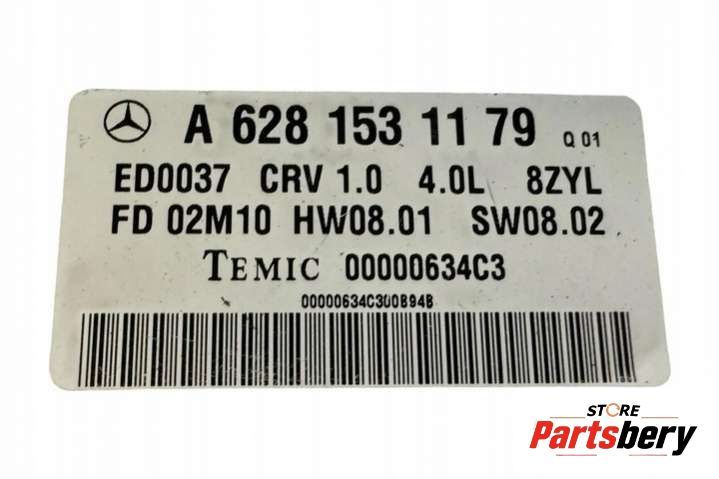 A 628 153 11 79 Q 01
ED0037 CRV 1.0 4.0L 8ZYL
FD 02M10 HW08.01 SW08.02
TEMIC 00000634C3
00000634C300B94B
STORE
Partsbery